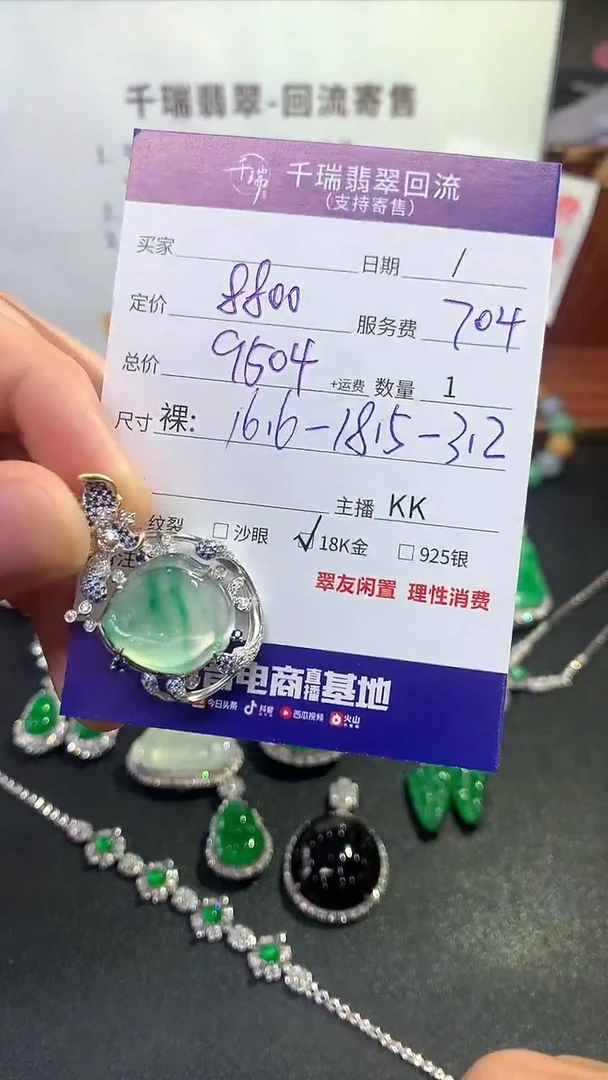 千瑞翡翠-回流寄售
1.
千瑞 千瑞翡翠回流
(支持寄售)
买家 日期 /
定价 8800 服务费 704
总价 9504 +运费 数量 1
尺寸 裸: 16.6-18.5-3.2
主播 KK
纹裂 □ 沙眼 ☑ 18K金 □ 925银
翠友闲置 理性消费
电商直播基地
今日头条 抖音 西瓜视频 火山